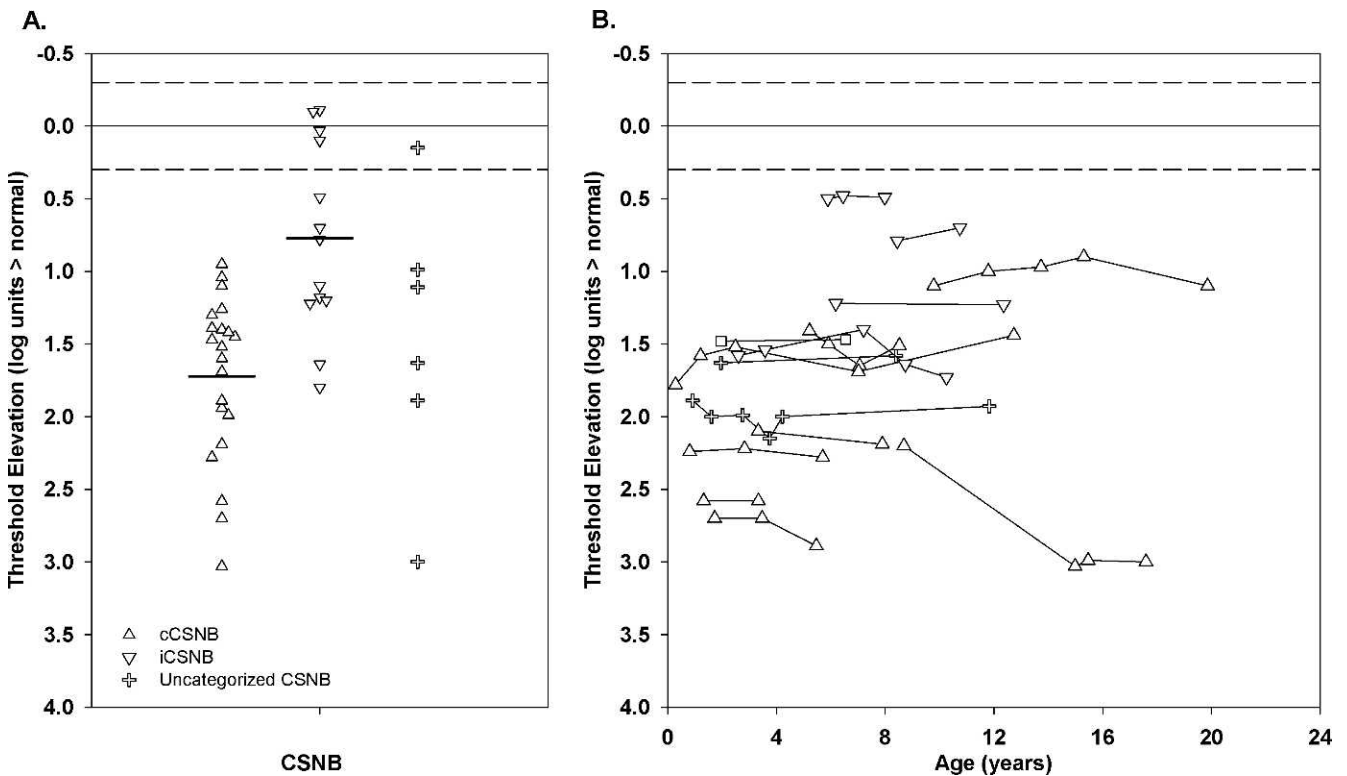 A.
Threshold Elevation (log units > normal)
-0.5
0.0
0.5
1.0
1.5
2.0
2.5
3.0
3.5
4.0
cCSNB
iCSNB
Uncategorized CSNB
CSNB
B.
Threshold Elevation (log units > normal)
-0.5
0.0
0.5
1.0
1.5
2.0
2.5
3.0
3.5
4.0
0 4 8 12 16 20 24
Age (years)